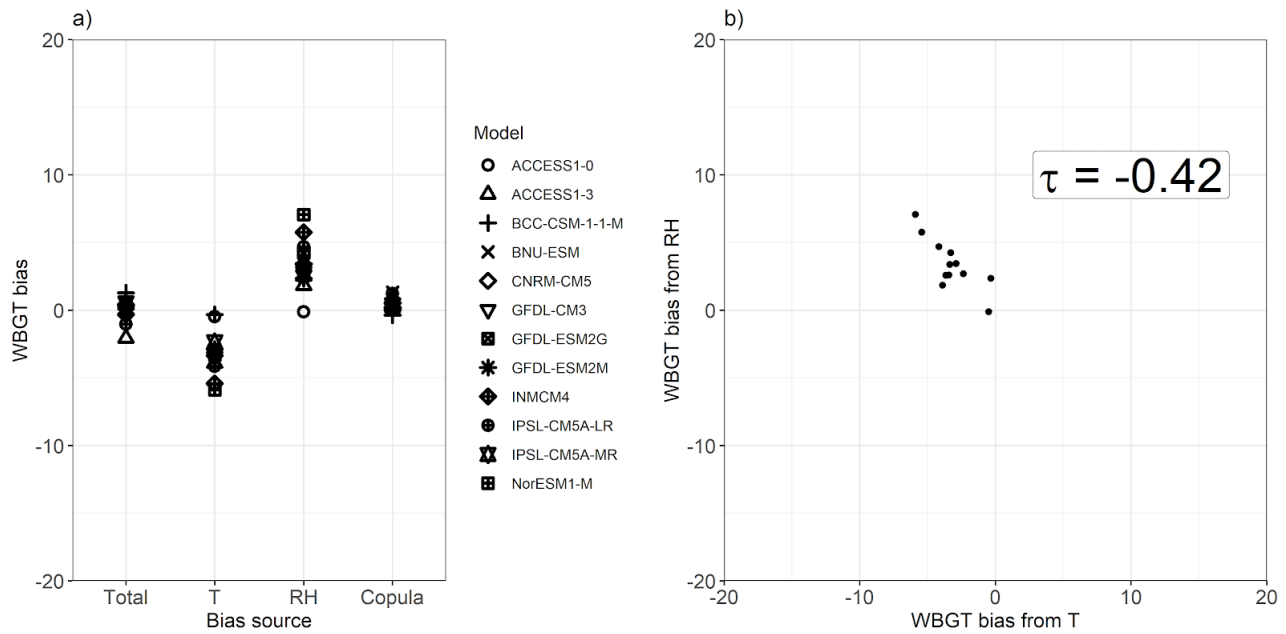 a)
20
10
0
-10
-20
WBGT bias
Total T RH Copula
Bias source
Model
ACCESS1-0
ACCESS1-3
BCC-CSM-1-1-M
BNU-ESM
CNRM-CM5
GFDL-CM3
GFDL-ESM2G
GFDL-ESM2M
INMCM4
IPSL-CM5A-LR
IPSL-CM5A-MR
NorESM1-M
b)
20
10
0
-10
-20
WBGT bias from RH
τ = -0.42
-20 -10 0 10 20
WBGT bias from T